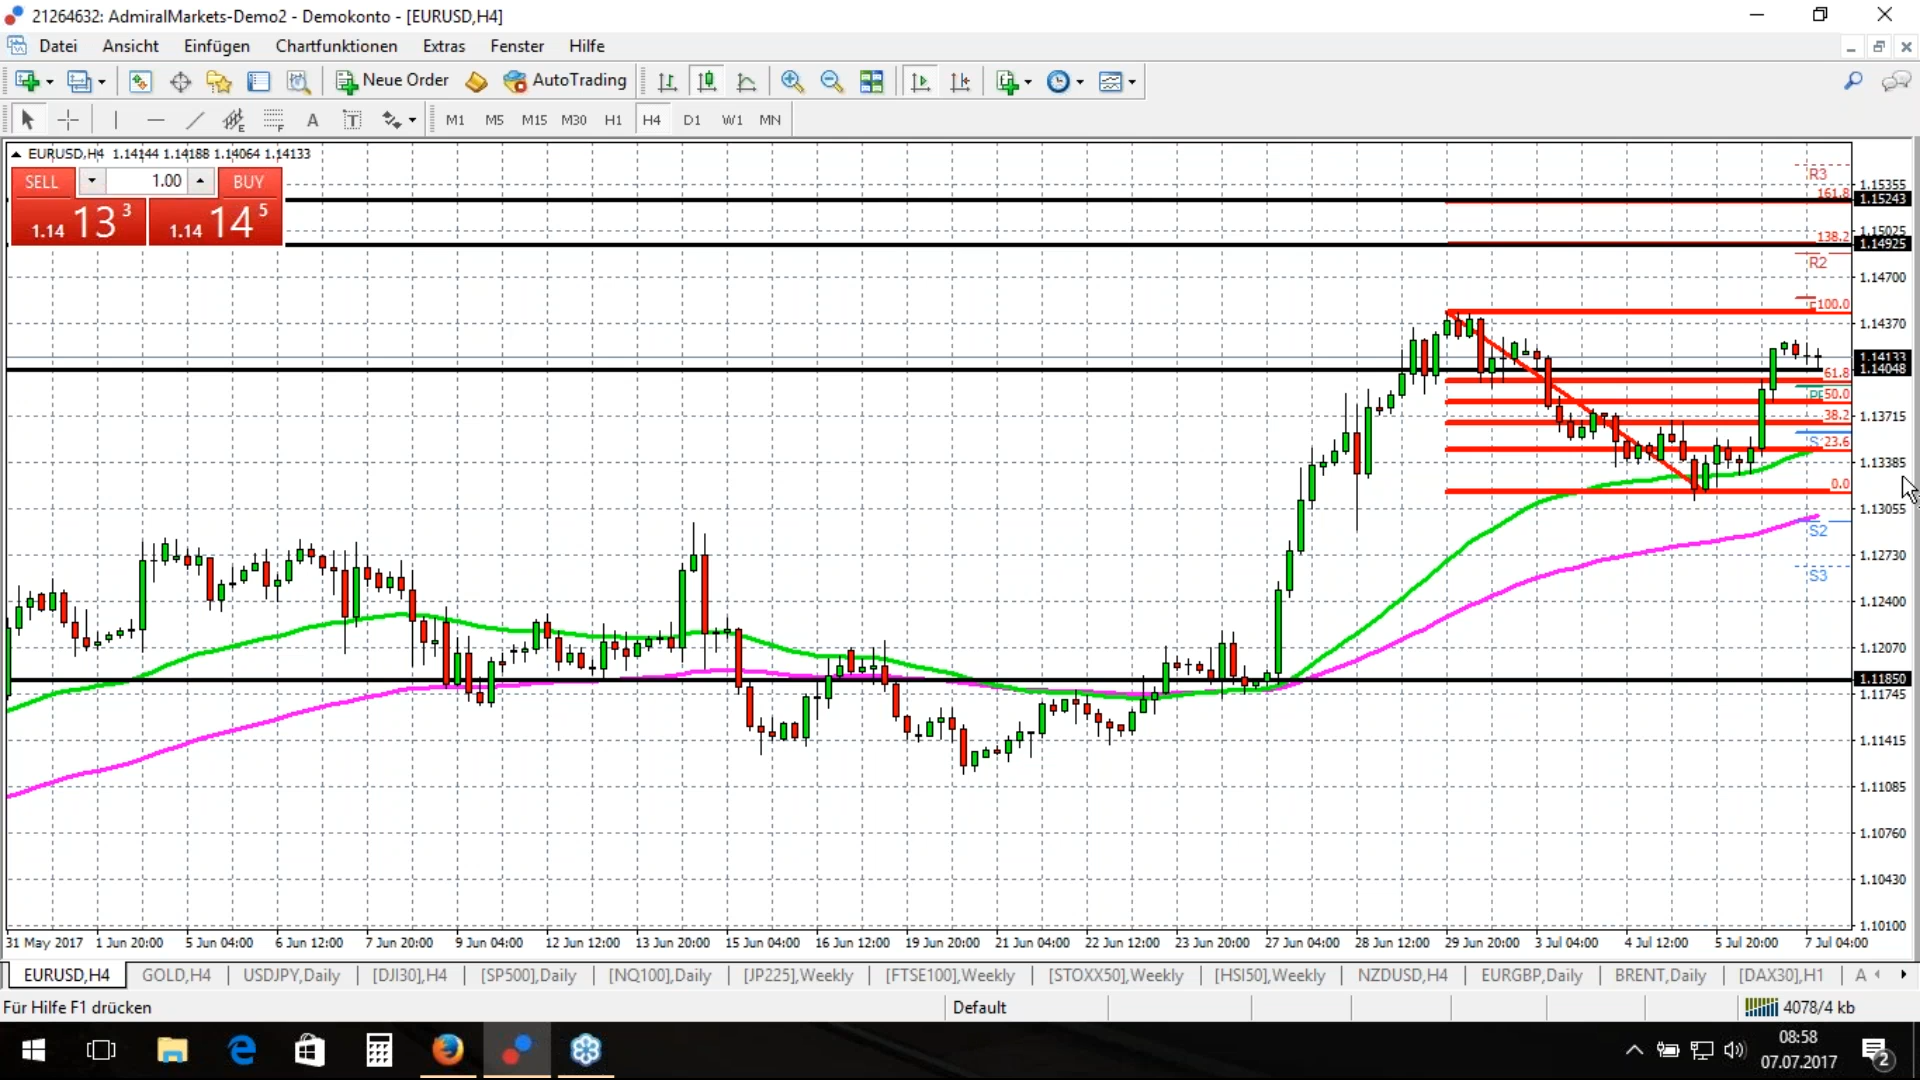 21264632: AdmiralMarkets-Demo2 - Demokonto - [EURUSD,H4]
Datei Ansicht Einfügen Chartfunktionen Extras Fenster Hilfe
Neue Order AutoTrading
A T M1 M5 M15 M30 H1 H4 D1 W1 MN
EURUSD,H4 1.14144 1.14188 1.14064 1.14133
SELL 1.00 BUY
1.14 13 3 1.14 14 5
R3
1.15355
161.8
1.15243
1.15025
138.2
1.14925
R2
1.14700
100.0
1.14370
1.14133
1.14048
61.8
50.0
38.2
1.13715
23.6
1.13385
0.0
1.13055
S2
1.12730
S3
1.12400
1.12070
1.11850
1.11745
1.11415
1.11085
1.10760
1.10430
1.10100
31 May 2017 1 Jun 20:00 5 Jun 04:00 6 Jun 12:00 7 Jun 20:00 9 Jun 04:00 12 Jun 12:00 13 Jun 20:00 15 Jun 04:00 16 Jun 12:00 19 Jun 20:00 21 Jun 04:00 22 Jun 12:00 23 Jun 20:00 27 Jun 04:00 28 Jun 12:00 29 Jun 20:00 3 Jul 04:00 4 Jul 12:00 5 Jul 20:00 7 Jul 04:00
EURUSD,H4 GOLD,H4 USDJPY,Daily [DJI30],H4 [SP500],Daily [NQ100],Daily [JP225],Weekly [FTSE100],Weekly [STOXX50],Weekly [HSI50],Weekly NZDUSD,H4 EURGBP,Daily BRENT,Daily [DAX30],H1 A
Für Hilfe F1 drücken Default 4078/4 kb
08:58
07.07.2017
2